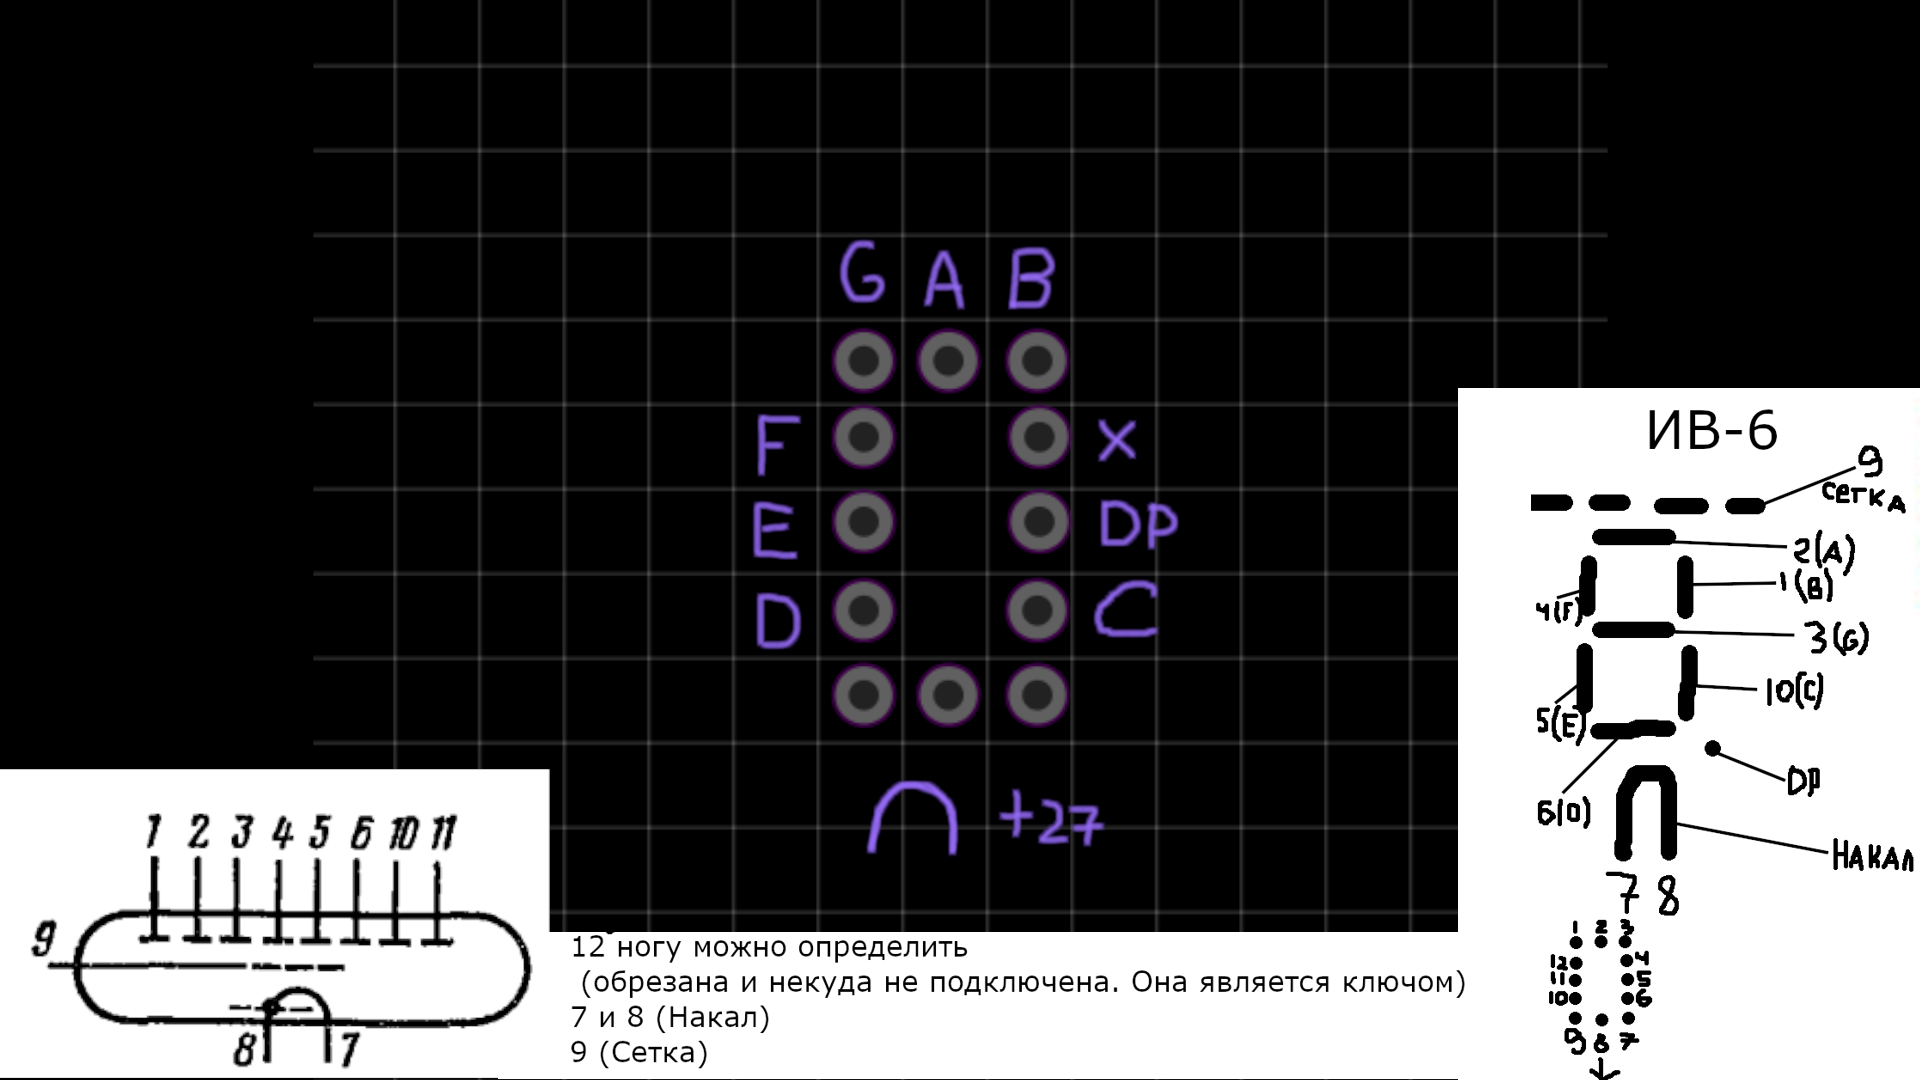 G A B
F X
E DP
D C
∩ +27
1 2 3 4 5 6 10 11
9
8 7
12 ногу можно определить
(обрезана и некуда не подключена. Она является ключом)
7 и 8 (Накал)
9 (Сетка)
ИВ-6
9
сетка
2(A)
1(B)
4(F)
3(G)
10(C)
5(E)
DP
6(D)
НАКАЛ
7 8
1 2 3
12 4
11 5
10 6
9 8 7